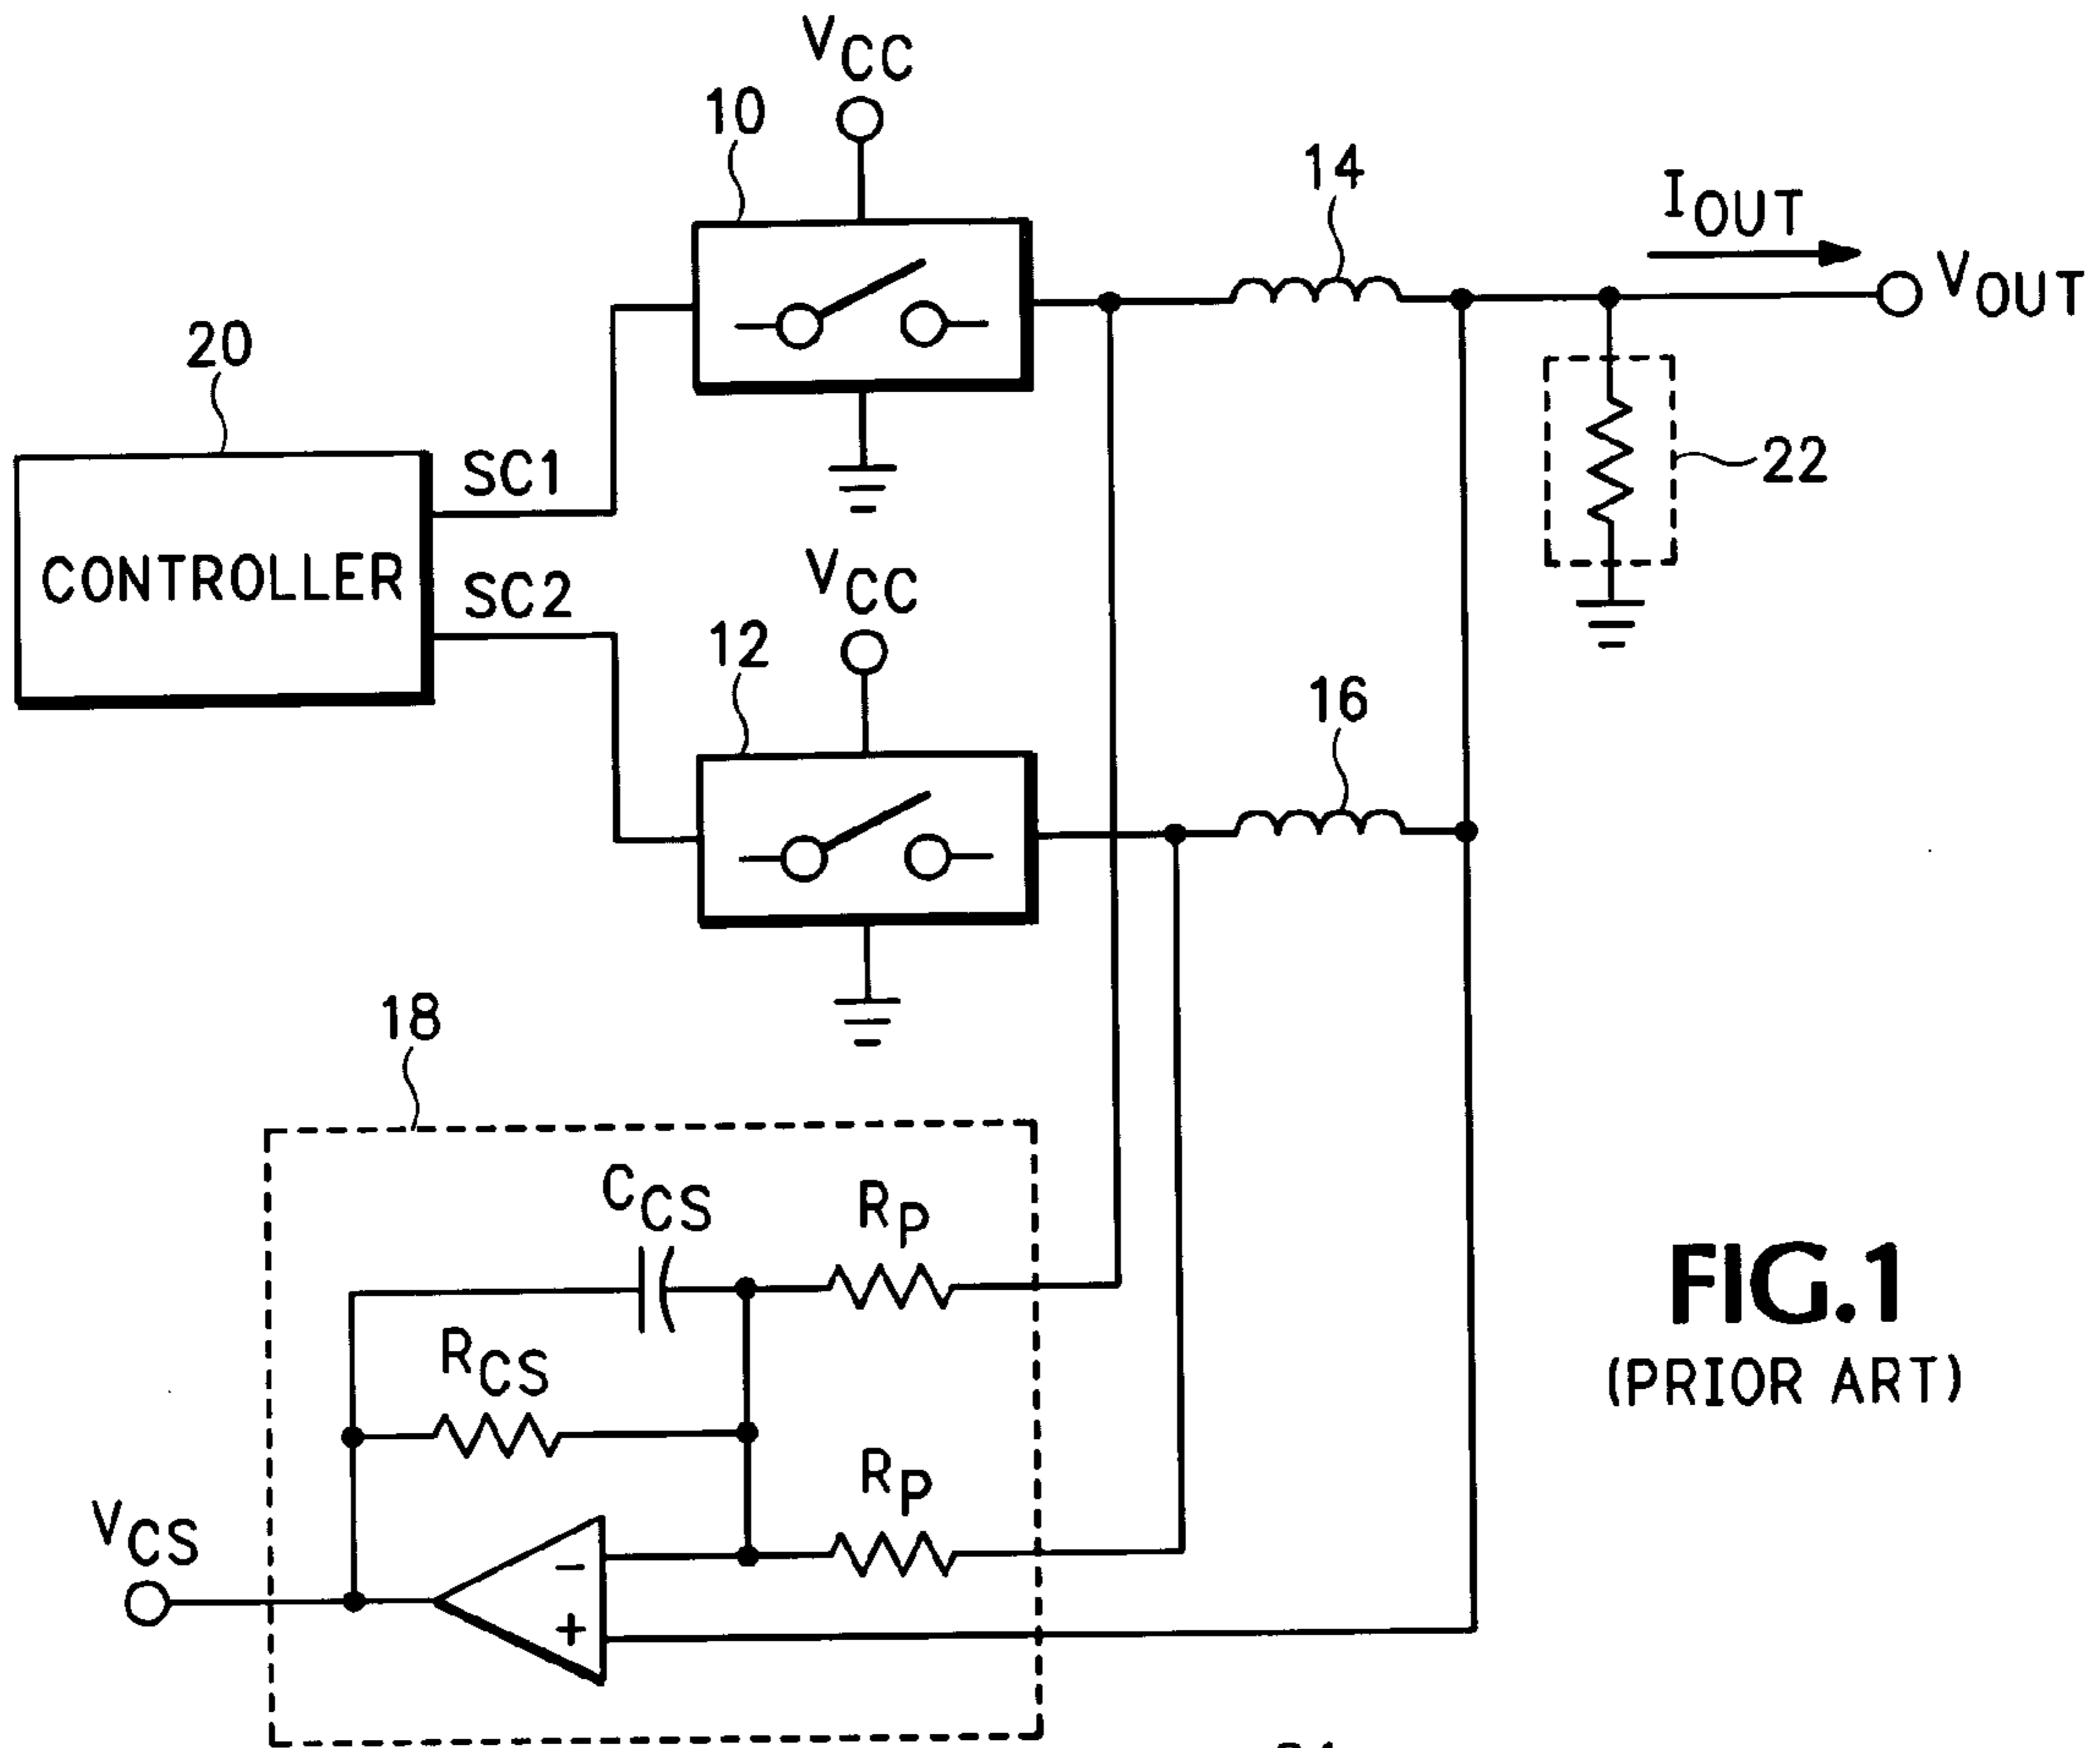 VCC
10
14
IOUT
VOUT
20
SC1
22
CONTROLLER
SC2
VCC
12
16
18
CCS
RP
FIG.1
RCS
(PRIOR ART)
RP
VCS
-
+